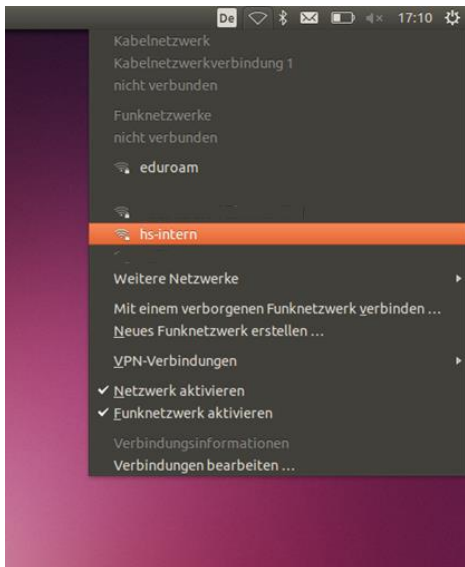 De 17:10
Kabelnetzwerk
Kabelnetzwerkverbindung 1
nicht verbunden
Funknetzwerke
nicht verbunden
eduroam
hs-intern
Weitere Netzwerke
Mit einem verborgenen Funknetzwerk verbinden ...
Neues Funknetzwerk erstellen ...
VPN-Verbindungen
Netzwerk aktivieren
Funknetzwerk aktivieren
Verbindungsinformationen
Verbindungen bearbeiten ...